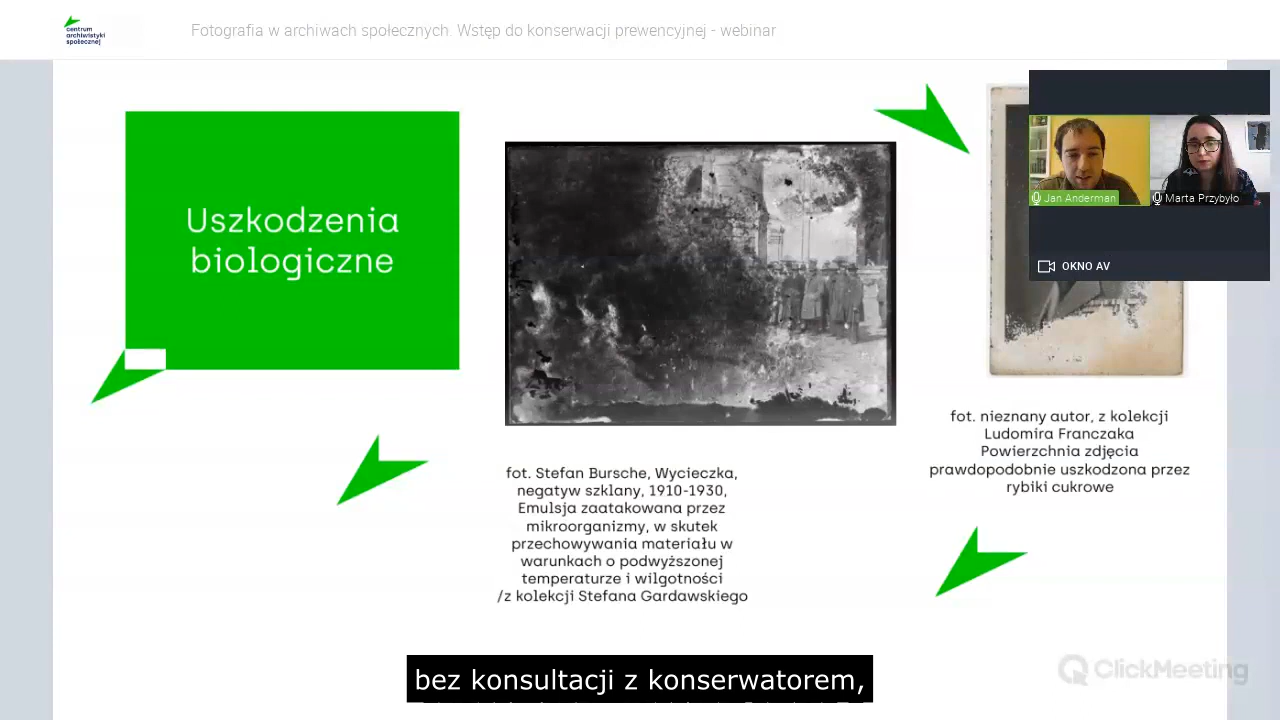 centrum
archiwistyki
społecznej
Fotografia w archiwach społecznych. Wstęp do konserwacji prewencyjnej - webinar
Uszkodzenia
biologiczne
Jan Anderman
Marta Przybyło
OKNO AV
fot. nieznany autor, z kolekcji
Ludomira Franczaka
Powierzchnia zdjęcia
prawdopodobnie uszkodzona przez
rybiki cukrowe
fot. Stefan Bursche, Wycieczka,
negatyw szklany, 1910-1930,
Emulsja zaatakowana przez
mikroorganizmy, w skutek
przechowywania materiału w
warunkach o podwyższonej
temperaturze i wilgotności
/z kolekcji Stefana Gardawskiego
bez konsultacji z konserwatorem,
ClickMeeting